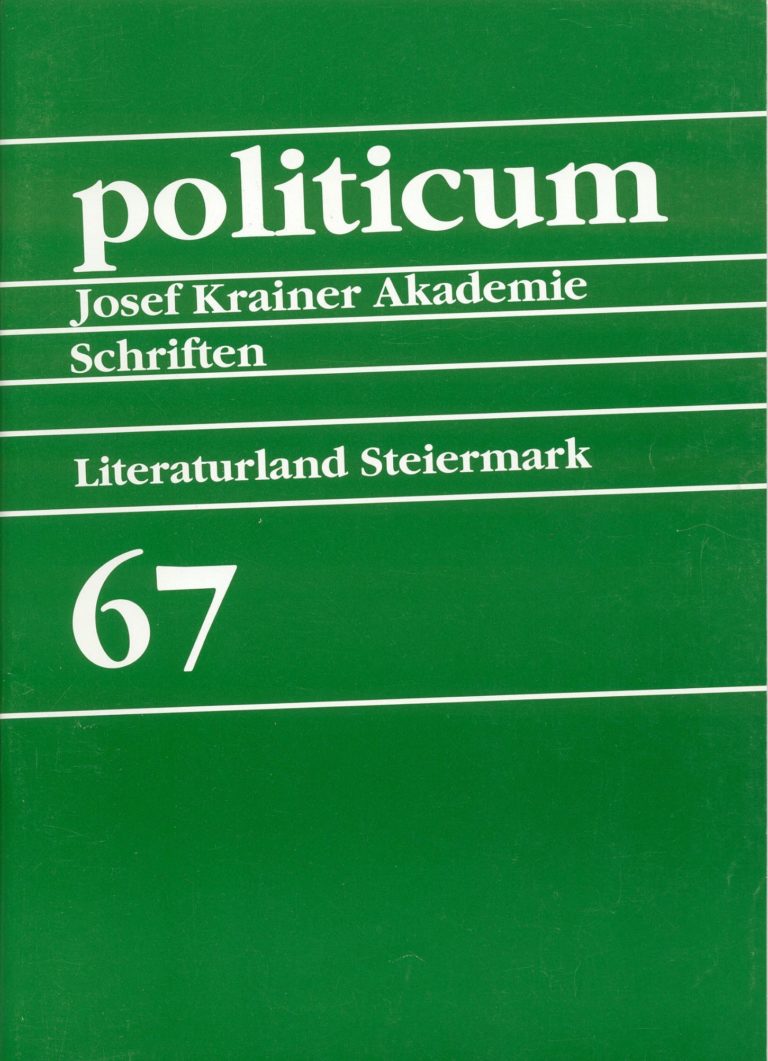 politicum
Josef Krainer Akademie
Schriften
Literaturland Steiermark
67